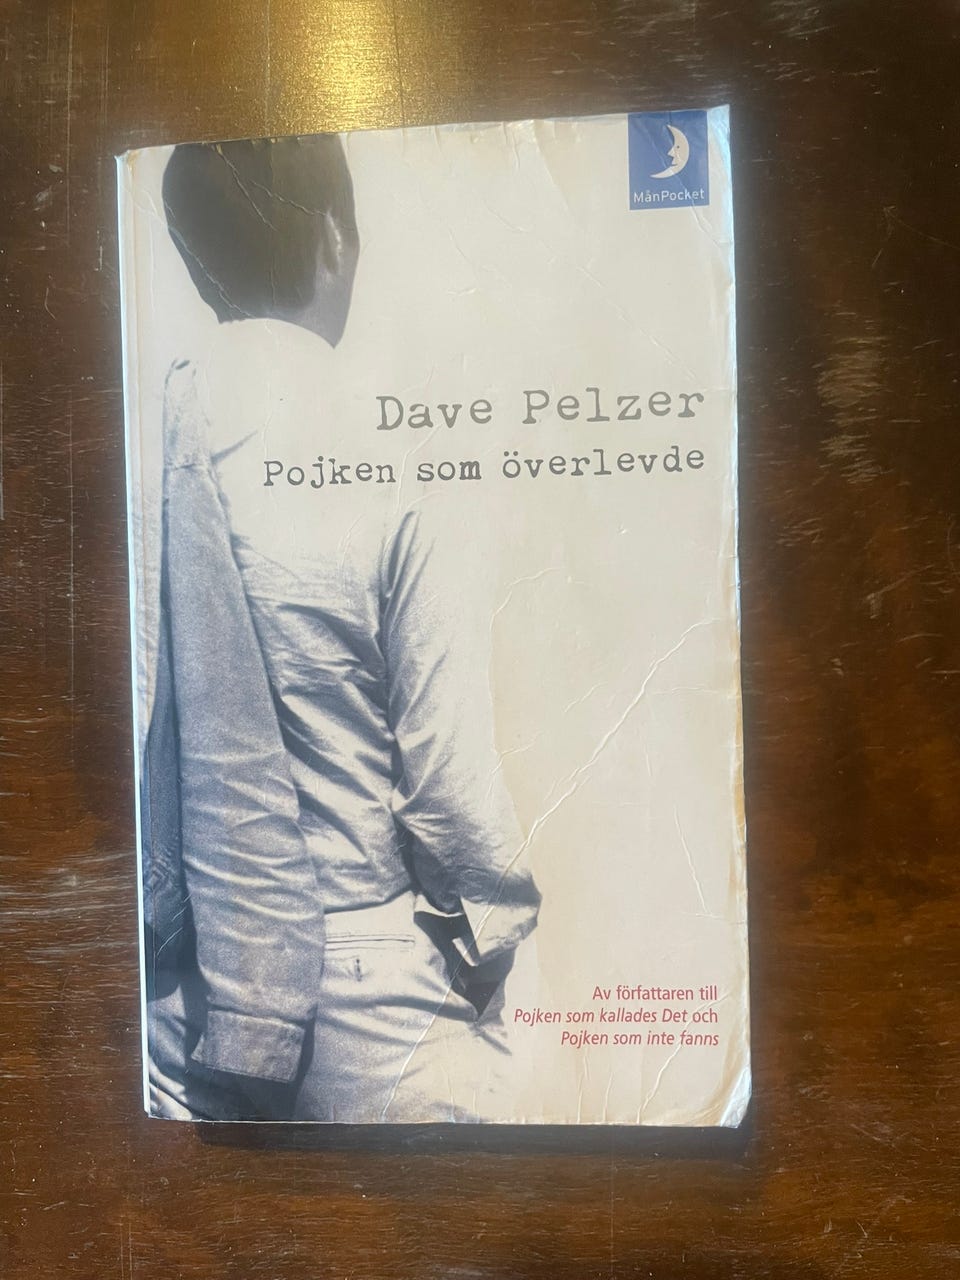 MånPocket
Dave Pelzer
Pojken som överlevde
Av författaren till
Pojken som kallades Det och
Pojken som inte fanns